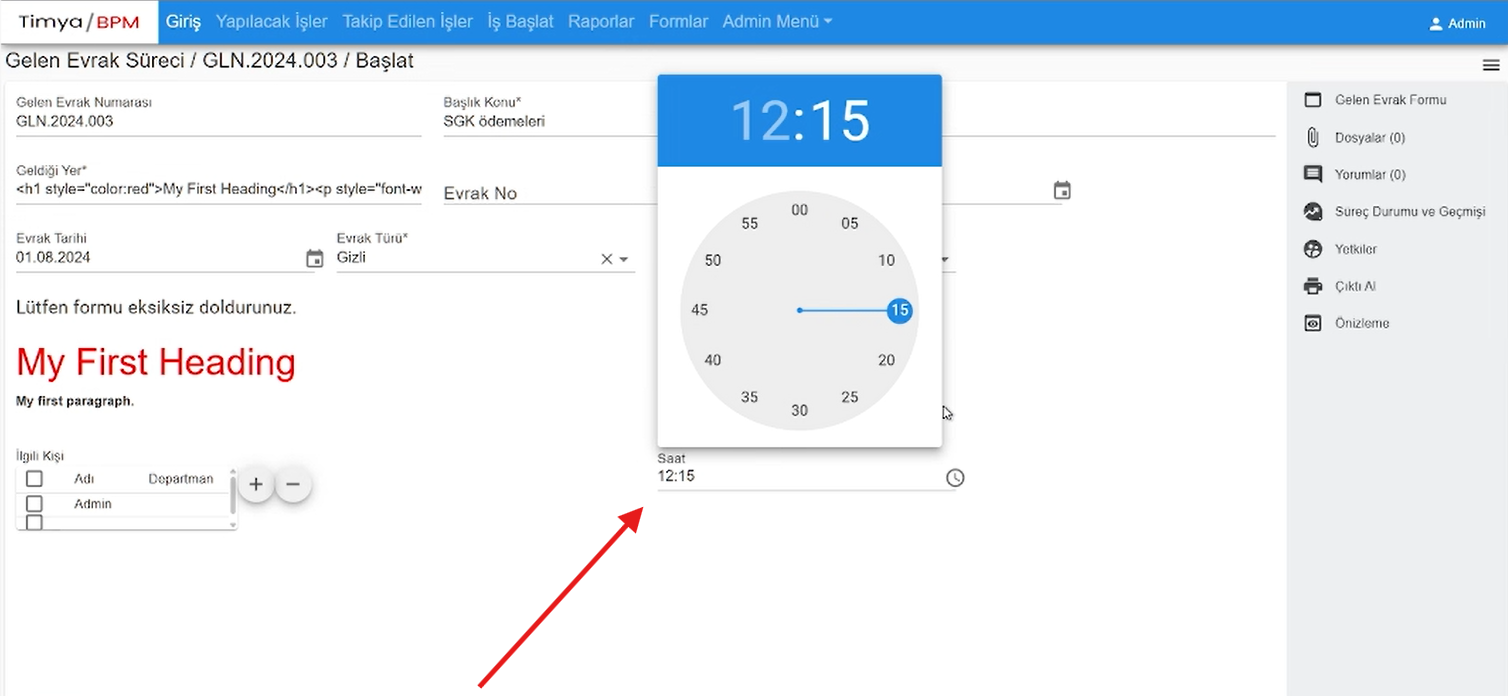 Timya/BPM Giriş Yapılacak İşler Takip Edilen İşler İş Başlat Raporlar Formlar Admin Menü Admin
Gelen Evrak Süreci / GLN.2024.003 / Başlat
Gelen Evrak Numarası
GLN.2024.003
Başlık Konu*
SGK ödemeleri
Geldiği Yer*
<h1 style="color:red">My First Heading</h1><p style="font-w
Evrak No
Evrak Tarihi
01.08.2024
Evrak Türü*
Gizli
Lütfen formu eksiksiz doldurunuz.
My First Heading
My first paragraph.
İlgili Kişi
Adı Departman
Admin
+ −
12:15
00
05
10
15
20
25
30
35
40
45
50
55
Saat
12:15
Gelen Evrak Formu
Dosyalar (0)
Yorumlar (0)
Süreç Durumu ve Geçmişi
Yetkiler
Çıktı Al
Önizleme